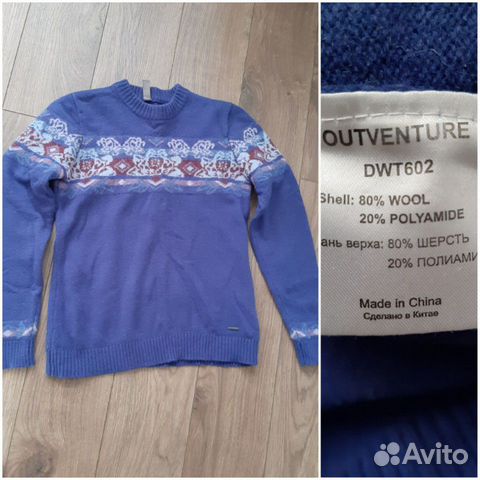 OUTVENTURE
DWT602
Shell: 80% WOOL
20% POLYAMIDE
ань верха: 80% ШЕРСТЬ
20% ПОЛИАМИ
Made in China
Сделано в Китае
Avito